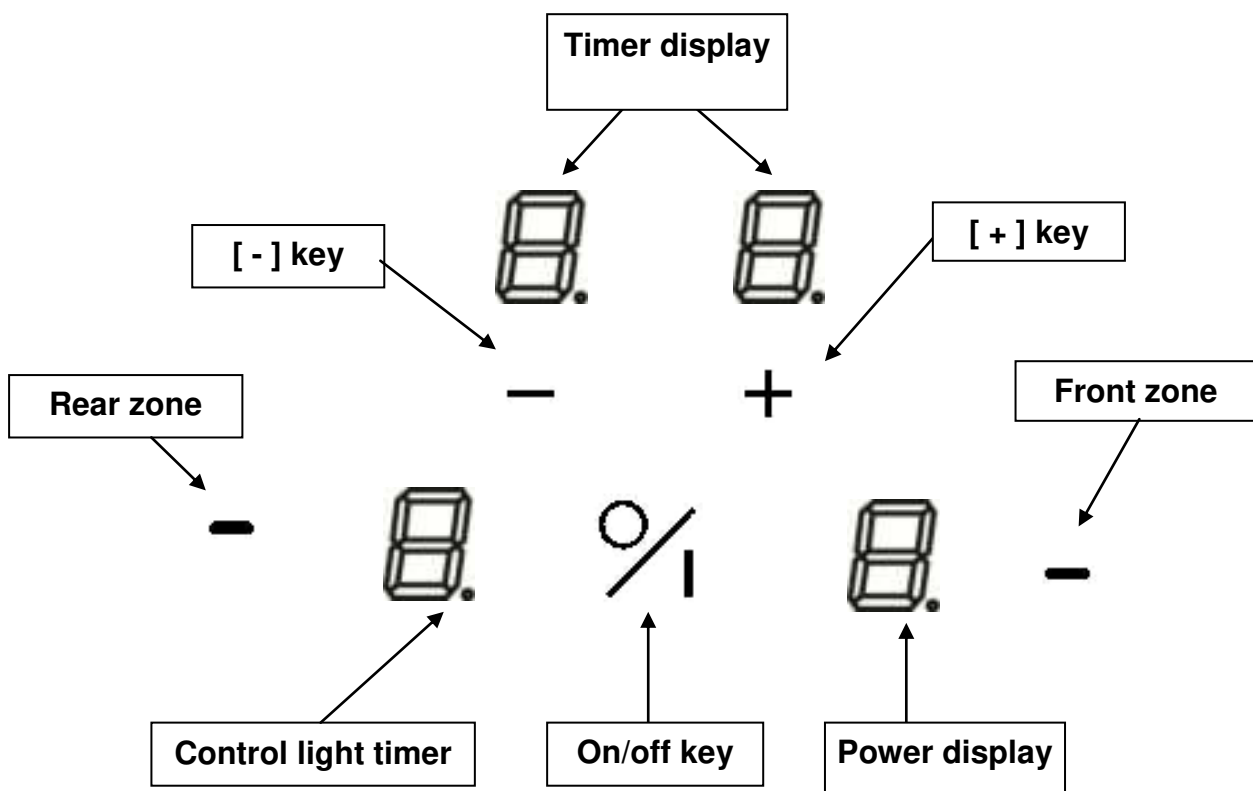 Timer display
[ - ] key
[ + ] key
Rear zone
Front zone
Control light timer
On/off key
Power display